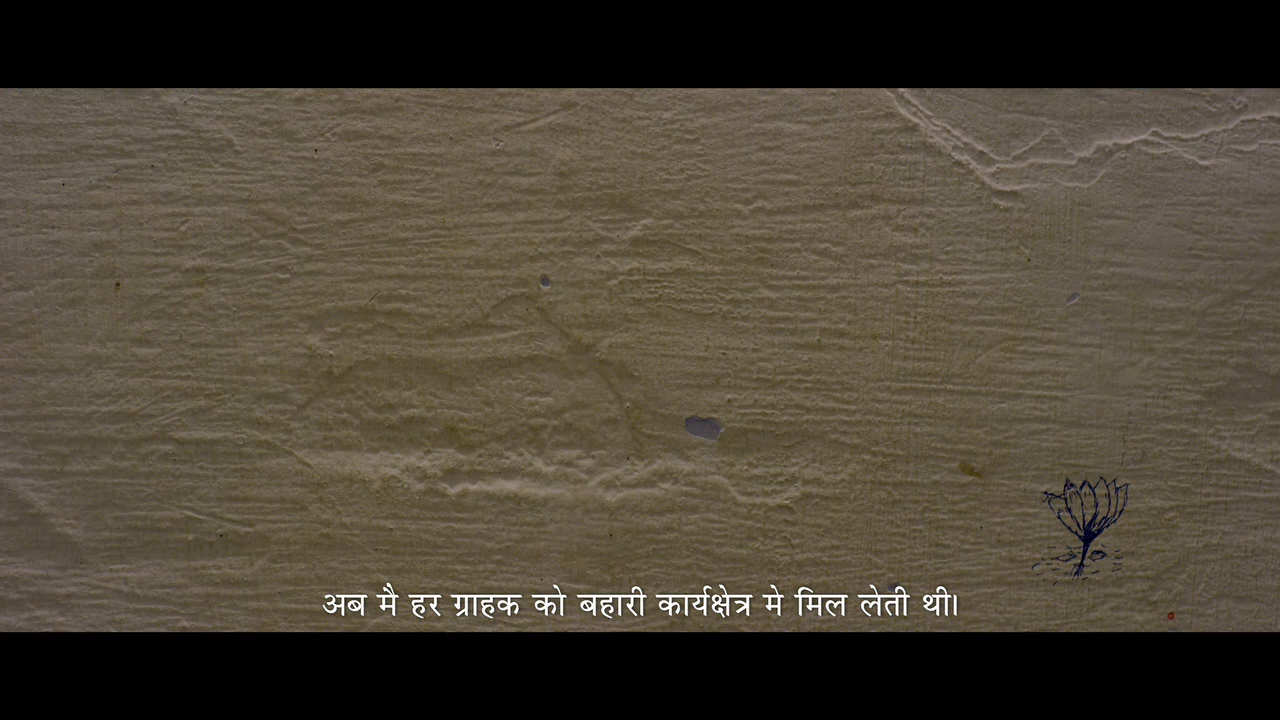 अब मै हर ग्राहक को बहारी कार्यक्षेत्र मे मिल लेती थी।